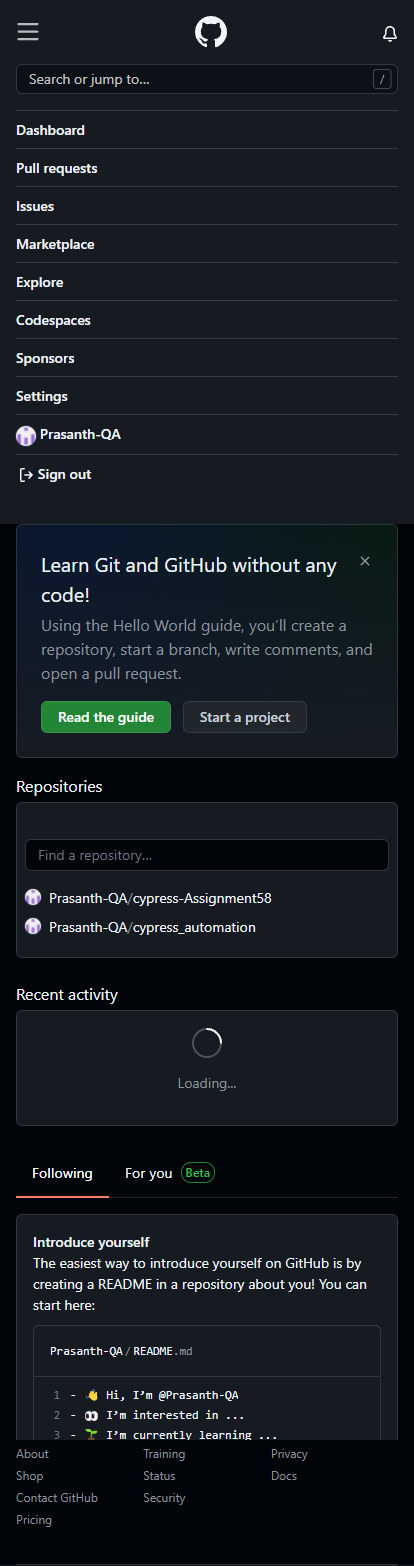 Search or jump to...
/
Dashboard
Pull requests
Issues
Marketplace
Explore
Codespaces
Sponsors
Settings
Prasanth-QA
Sign out
Learn Git and GitHub without any
code!
Using the Hello World guide, you’ll create a
repository, start a branch, write comments, and
open a pull request.
Read the guide
Start a project
Repositories
Find a repository…
Prasanth-QA/cypress-Assignment58
Prasanth-QA/cypress_automation
Recent activity
Loading...
Following
For you Beta
Introduce yourself
The easiest way to introduce yourself on GitHub is by
creating a README in a repository about you! You can
start here:
Prasanth-QA/README.md
1 - 👋 Hi, I’m @Prasanth-QA
2 - 👀 I’m interested in ...
3 - 🌱 I’m currently learning ...
About Training Privacy
Shop Status Docs
Contact GitHub Security
Pricing